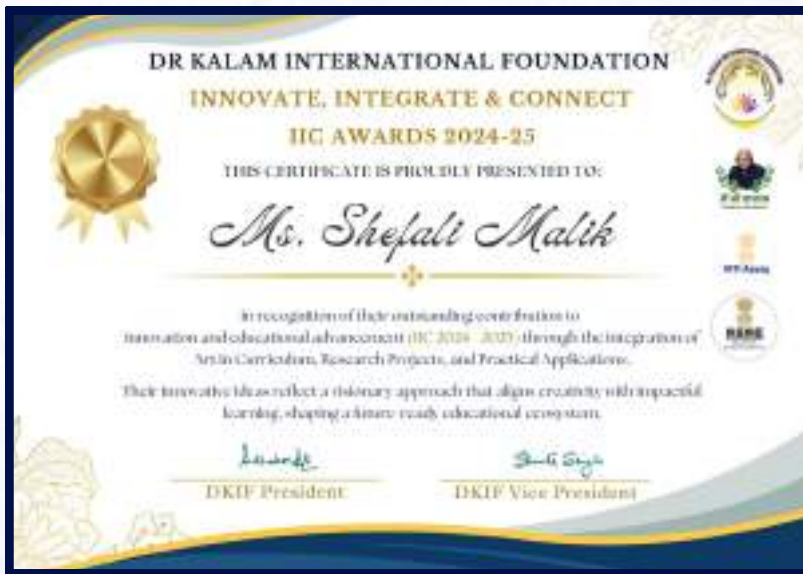 DR KALAM INTERNATIONAL FOUNDATION
INNOVATE, INTEGRATE & CONNECT
IIC AWARDS 2024-25
THIS CERTIFICATE IS PROUDLY PRESENTED TO:
Ms. Shefali Malik
in recognition of their outstanding contribution to
innovation and educational advancement (IIC 2024 - 2025) through the integration of
Art in Curriculum, Research Projects, and Practical Applications.
Their innovative ideas reflect a visionary approach that aligns creativity with impactful
learning, shaping a future-ready educational ecosystem.
DKIF President
DKIF Vice President